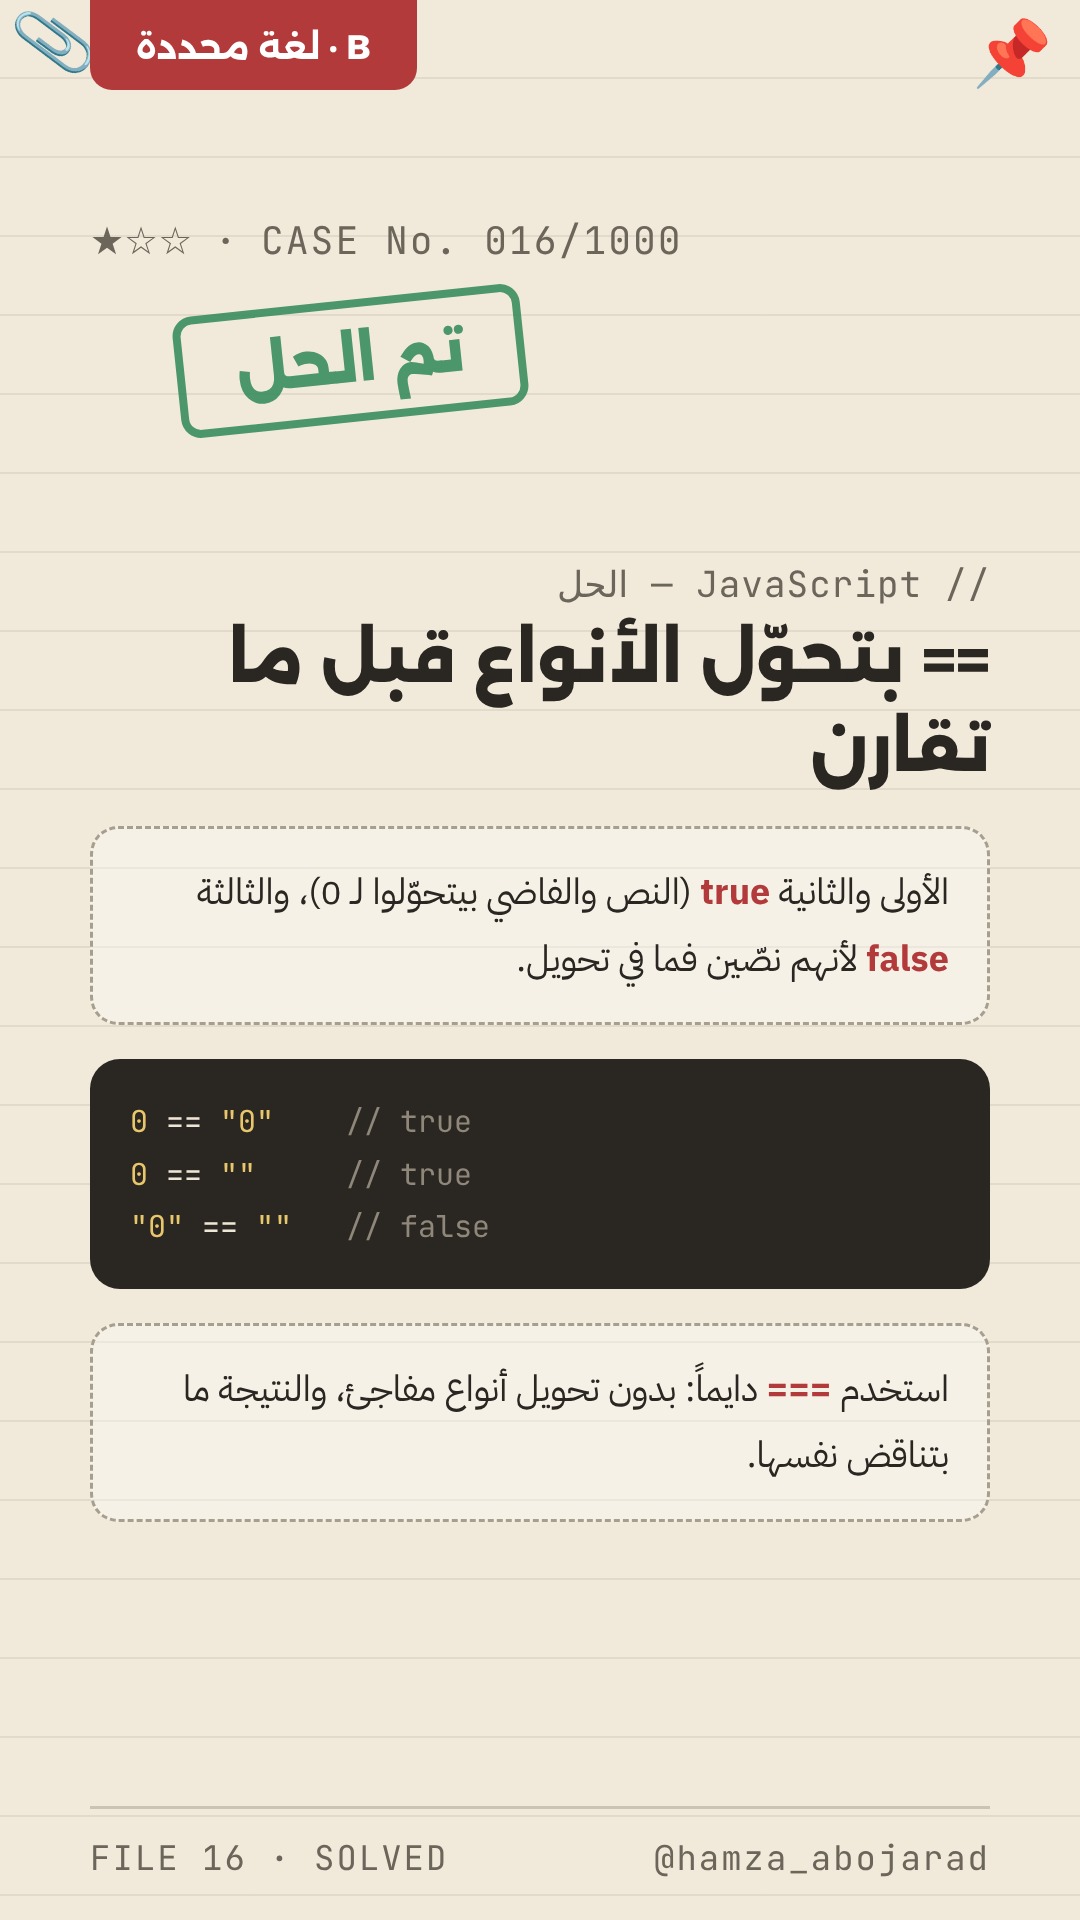 B · لغة محددة
★☆☆ · CASE No. 016/1000
تم الحل
// JavaScript — الحل
== بتحوّل الأنواع قبل ما
تقارن
الأولى والثانية true (النص والفاضي بيتحوّلوا لـ 0)، والثالثة
false لأنهم نصّين فما في تحويل.
0 == "0"    // true
0 == ""     // true
"0" == ""   // false
استخدم === دايماً: بدون تحويل أنواع مفاجئ، والنتيجة ما
بتتناقض نفسها.
FILE 16 · SOLVED
@hamza_abojarad